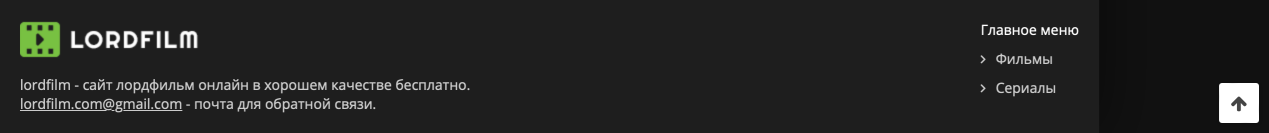 LORDFILM
lordfilm - сайт лордфильм онлайн в хорошем качестве бесплатно.
lordfilm.com@gmail.com - почта для обратной связи.
Главное меню
Фильмы
Сериалы